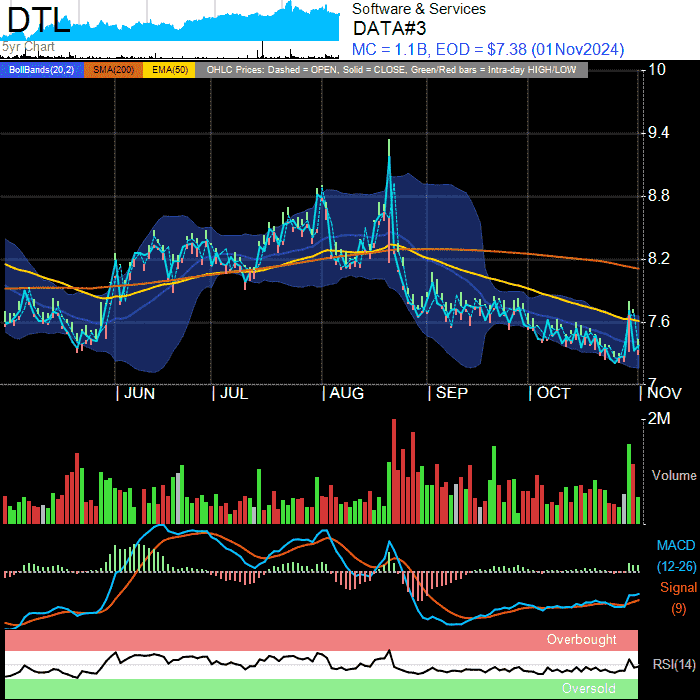 DTL
5yr Chart
Software & Services
DATA#3
MC = 1.1B, EOD = $7.38 (01Nov2024)
BollBands(20,2) SMA(200) EMA(50) OHLC Prices: Dashed = OPEN, Solid = CLOSE, Green/Red bars = Intra-day HIGH/LOW
10
9.4
8.8
8.2
7.6
7
| JUN | JUL | AUG | SEP | OCT | NOV
2M
Volume
MACD
(12-26)
Signal
(9)
Overbought
RSI(14)
Oversold